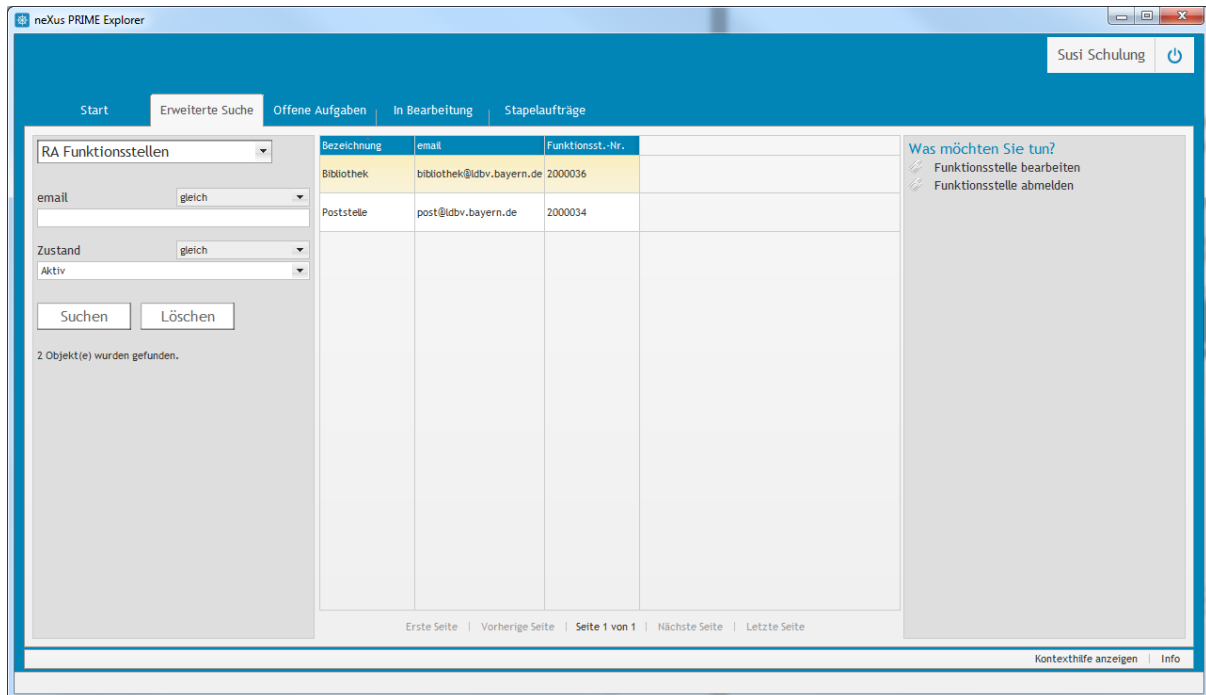 neXus PRIME Explorer
Susi Schulung
Start Erweiterte Suche Offene Aufgaben In Bearbeitung Stapelaufträge
RA Funktionsstellen
email gleich
Zustand gleich
Aktiv
Suchen Löschen
2 Objekt(e) wurden gefunden.
Bezeichnung email Funktionsst.-Nr.
Bibliothek bibliothek@ldbv.bayern.de 2000036
Poststelle post@ldbv.bayern.de 2000034
Erste Seite | Vorherige Seite | Seite 1 von 1 | Nächste Seite | Letzte Seite
Was möchten Sie tun?
Funktionsstelle bearbeiten
Funktionsstelle abmelden
Kontexthilfe anzeigen | Info